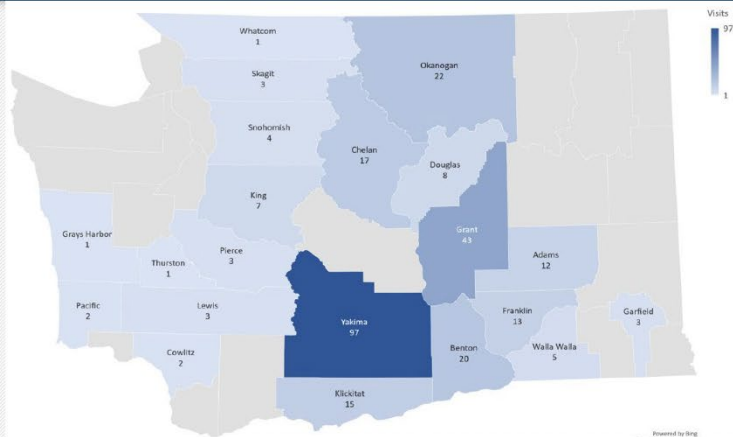 Visits
97
1
Whatcom
1
Skagit
3
Okanogan
22
Snohomish
4
Chelan
17
Douglas
8
King
7
Grays Harbor
1
Thurston
1
Pierce
3
Grant
43
Adams
12
Pacific
2
Lewis
3
Yakima
97
Franklin
13
Garfield
3
Cowlitz
2
Benton
20
Walla Walla
5
Klickitat
15
Powered by Bing